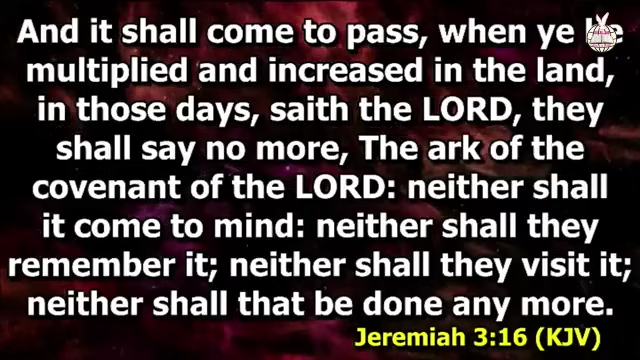 And it shall come to pass, when ye be
multiplied and increased in the land,
in those days, saith the LORD, they
shall say no more, The ark of the
covenant of the LORD: neither shall
it come to mind: neither shall they
remember it; neither shall they visit it;
neither shall that be done any more.
Jeremiah 3:16 (KJV)